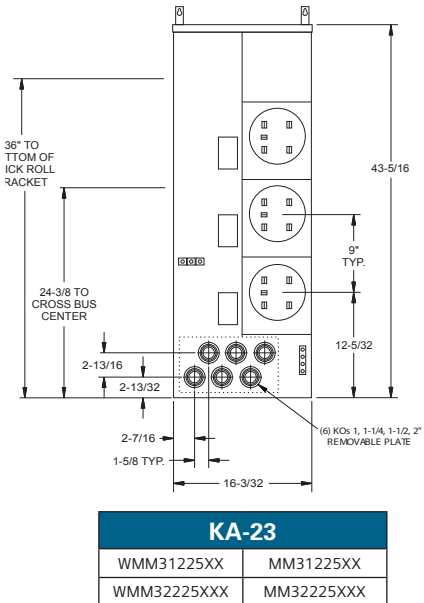 36" TO
TTOM OF
ICK ROLL
RACKET
43-5/16
9"
TYP.
24-3/8 TO
CROSS BUS
CENTER
12-5/32
2-13/16
2-13/32
2-7/16
(6) KOs 1, 1-1/4, 1-1/2, 2"
REMOVABLE PLATE
1-5/8 TYP.
16-3/32
KA-23
WMM31225XX MM31225XX
WMM32225XXX MM32225XXX